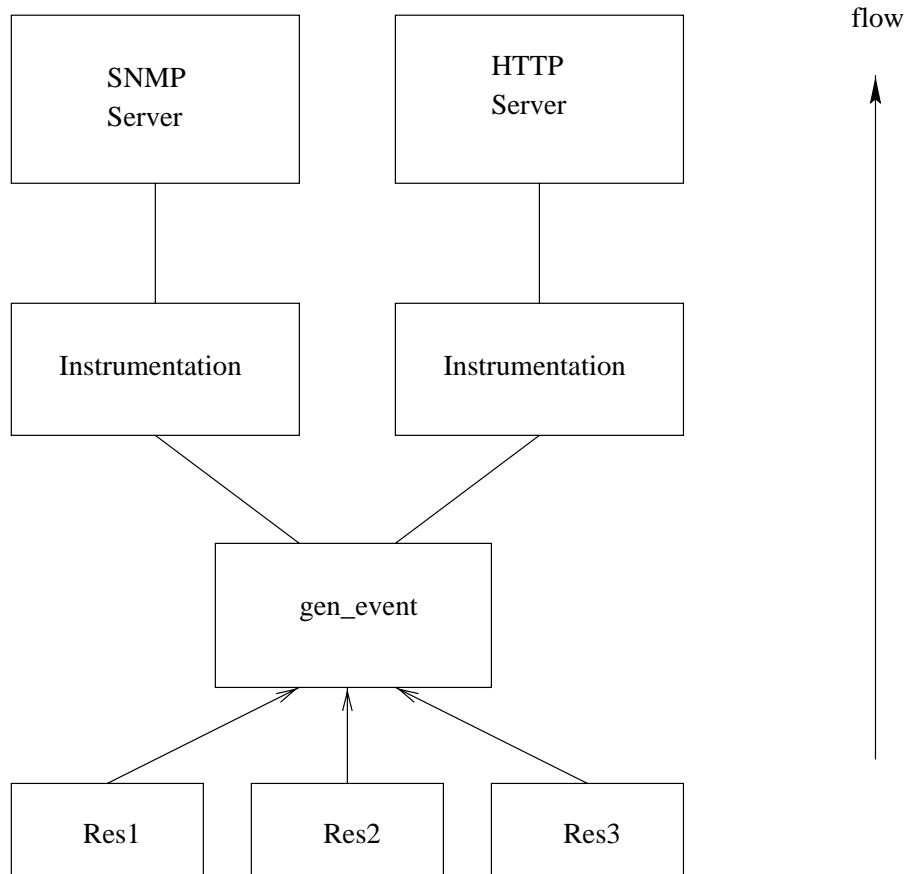 flow
SNMP
Server
HTTP
Server
Instrumentation
Instrumentation
gen_event
Res1
Res2
Res3